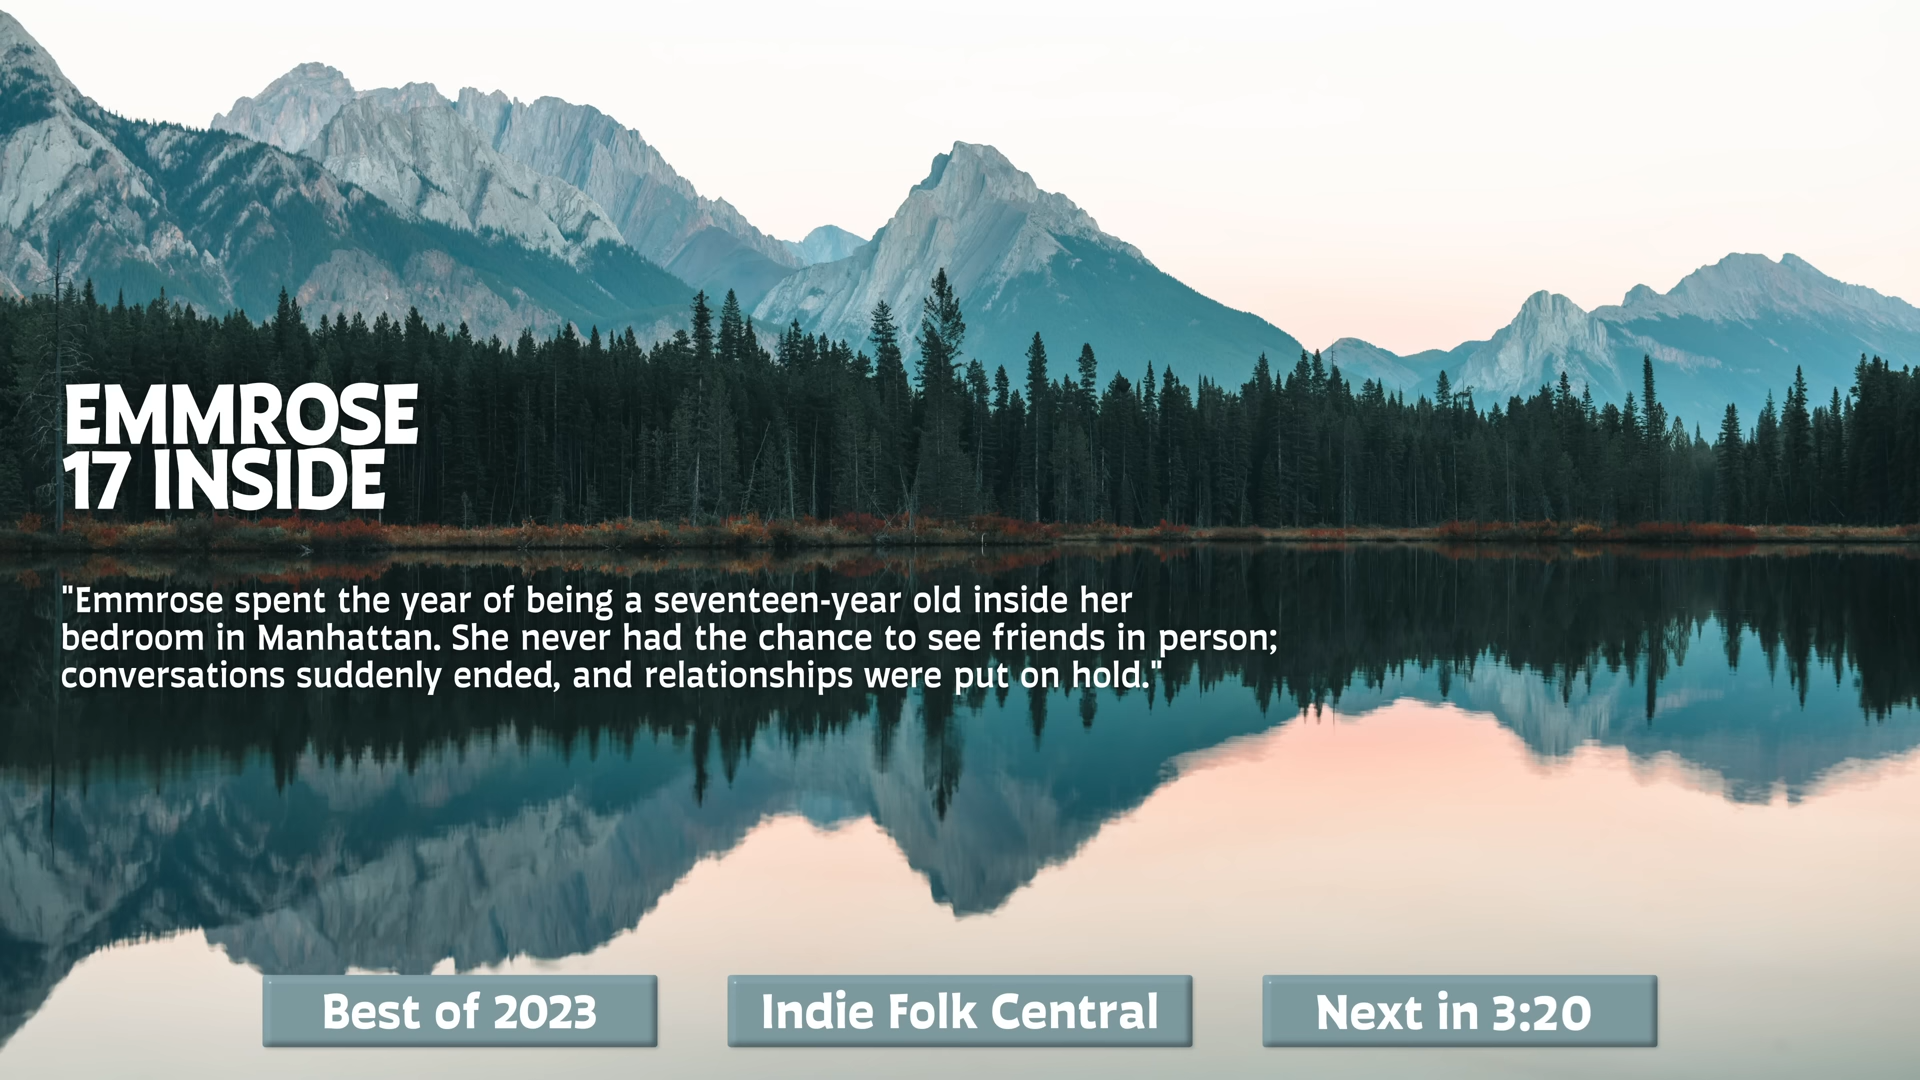 EMMROSE
17 INSIDE
"Emmrose spent the year of being a seventeen-year old inside her
bedroom in Manhattan. She never had the chance to see friends in person;
conversations suddenly ended, and relationships were put on hold."
Best of 2023
Indie Folk Central
Next in 3:20